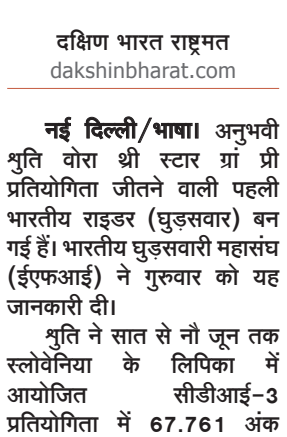 दक्षिण भारत राष्ट्रमत
dakshinbharat.com
नई दिल्ली/भाषा। अनुभवी
श्रुति वोरा थ्री स्टार ग्रां प्री
प्रतियोगिता जीतने वाली पहली
भारतीय राइडर (घुड़सवार) बन
गई हैं। भारतीय घुड़सवारी महासंघ
(ईएफआई) ने गुरुवार को यह
जानकारी दी।
श्रुति ने सात से नौ जून तक
स्लोवेनिया के लिपिका में
आयोजित सीडीआई-3
प्रतियोगिता में 67.761 अंक